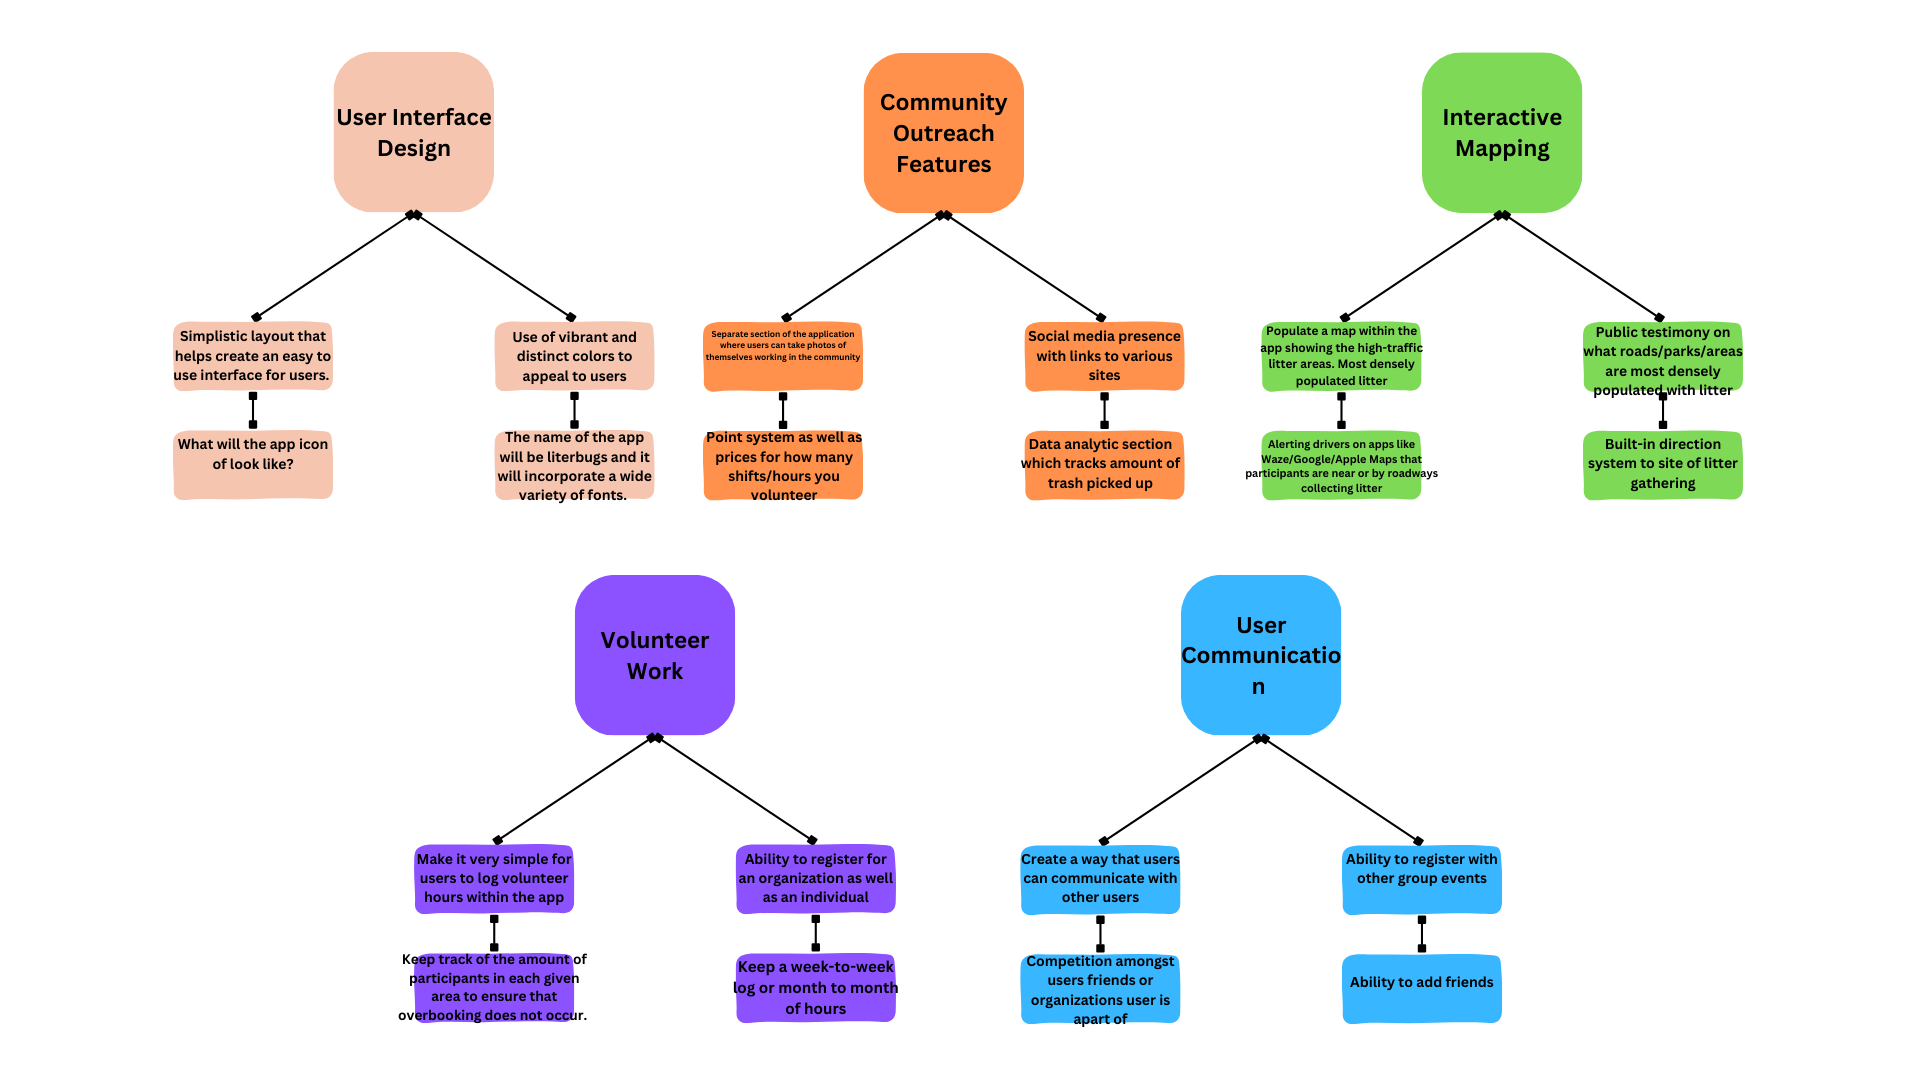 User Interface
Design
Community
Outreach
Features
Interactive
Mapping
Simplistic layout that
helps create an easy to
use interface for users.
Use of vibrant and
distinct colors to
appeal to users
Separate section of the application
where users can take photos of
themselves working in the community
Social media presence
with links to various
sites
Populate a map within the
app showing the high-traffic
litter areas. Most densely
populated litter
Public testimony on
what roads/parks/areas
are most densely
populated with litter
What will the app icon
of look like?
The name of the app
will be literbugs and it
will incorporate a wide
variety of fonts.
Point system as well as
prices for how many
shifts/hours you
volunteer
Data analytic section
which tracks amount of
trash picked up
Alerting drivers on apps like
Waze/Google/Apple Maps that
participants are near or by roadways
collecting litter
Built-in direction
system to site of litter
gathering
Volunteer
Work
User
Communicatio
n
Make it very simple for
users to log volunteer
hours within the app
Ability to register for
an organization as well
as an individual
Create a way that users
can communicate with
other users
Ability to register with
other group events
Keep track of the amount of
participants in each given
area to ensure that
overbooking does not occur.
Keep a week-to-week
log or month to month
of hours
Competition amongst
users friends or
organizations user is
apart of
Ability to add friends